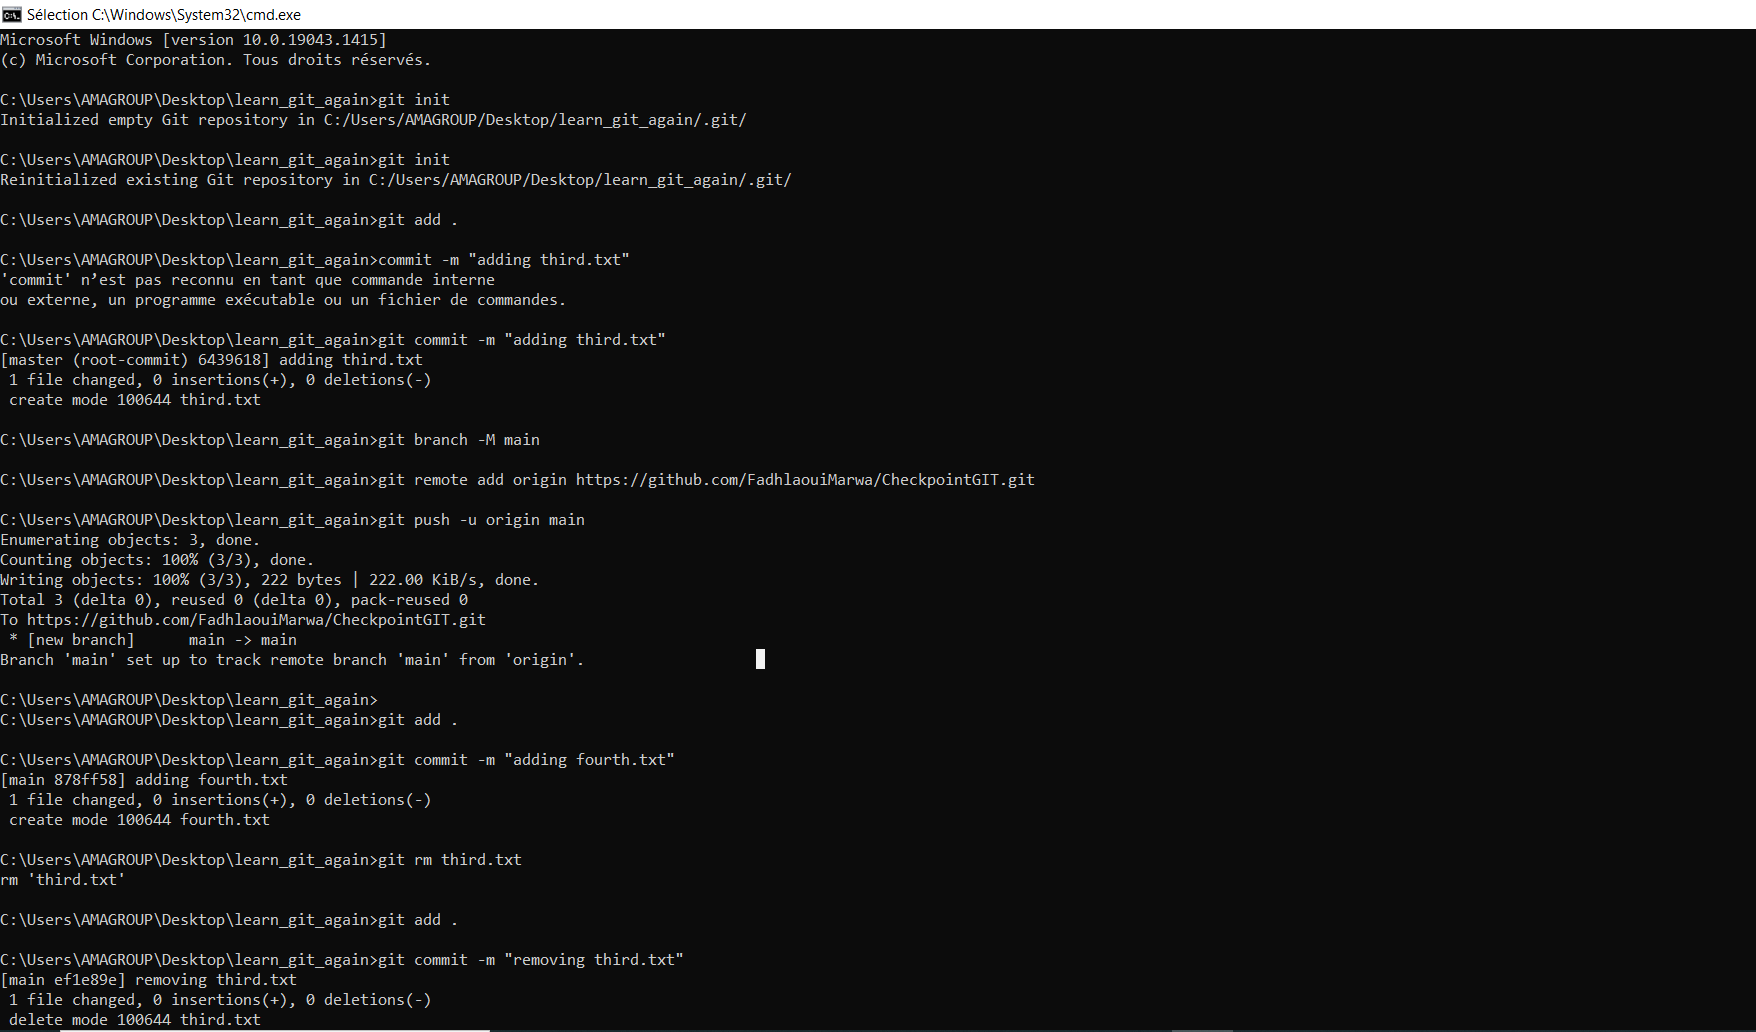 Sélection C:\Windows\System32\cmd.exe
Microsoft Windows [version 10.0.19043.1415]
(c) Microsoft Corporation. Tous droits réservés.
C:\Users\AMAGROUP\Desktop\learn_git_again>git init
Initialized empty Git repository in C:/Users/AMAGROUP/Desktop/learn_git_again/.git/
C:\Users\AMAGROUP\Desktop\learn_git_again>git init
Reinitialized existing Git repository in C:/Users/AMAGROUP/Desktop/learn_git_again/.git/
C:\Users\AMAGROUP\Desktop\learn_git_again>git add .
C:\Users\AMAGROUP\Desktop\learn_git_again>commit -m "adding third.txt"
'commit' n’est pas reconnu en tant que commande interne
ou externe, un programme exécutable ou un fichier de commandes.
C:\Users\AMAGROUP\Desktop\learn_git_again>git commit -m "adding third.txt"
[master (root-commit) 6439618] adding third.txt
 1 file changed, 0 insertions(+), 0 deletions(-)
 create mode 100644 third.txt
C:\Users\AMAGROUP\Desktop\learn_git_again>git branch -M main
C:\Users\AMAGROUP\Desktop\learn_git_again>git remote add origin https://github.com/FadhlaouiMarwa/CheckpointGIT.git
C:\Users\AMAGROUP\Desktop\learn_git_again>git push -u origin main
Enumerating objects: 3, done.
Counting objects: 100% (3/3), done.
Writing objects: 100% (3/3), 222 bytes | 222.00 KiB/s, done.
Total 3 (delta 0), reused 0 (delta 0), pack-reused 0
To https://github.com/FadhlaouiMarwa/CheckpointGIT.git
 * [new branch]      main -> main
Branch 'main' set up to track remote branch 'main' from 'origin'.
C:\Users\AMAGROUP\Desktop\learn_git_again>
C:\Users\AMAGROUP\Desktop\learn_git_again>git add .
C:\Users\AMAGROUP\Desktop\learn_git_again>git commit -m "adding fourth.txt"
[main 878ff58] adding fourth.txt
 1 file changed, 0 insertions(+), 0 deletions(-)
 create mode 100644 fourth.txt
C:\Users\AMAGROUP\Desktop\learn_git_again>git rm third.txt
rm 'third.txt'
C:\Users\AMAGROUP\Desktop\learn_git_again>git add .
C:\Users\AMAGROUP\Desktop\learn_git_again>git commit -m "removing third.txt"
[main ef1e89e] removing third.txt
 1 file changed, 0 insertions(+), 0 deletions(-)
 delete mode 100644 third.txt